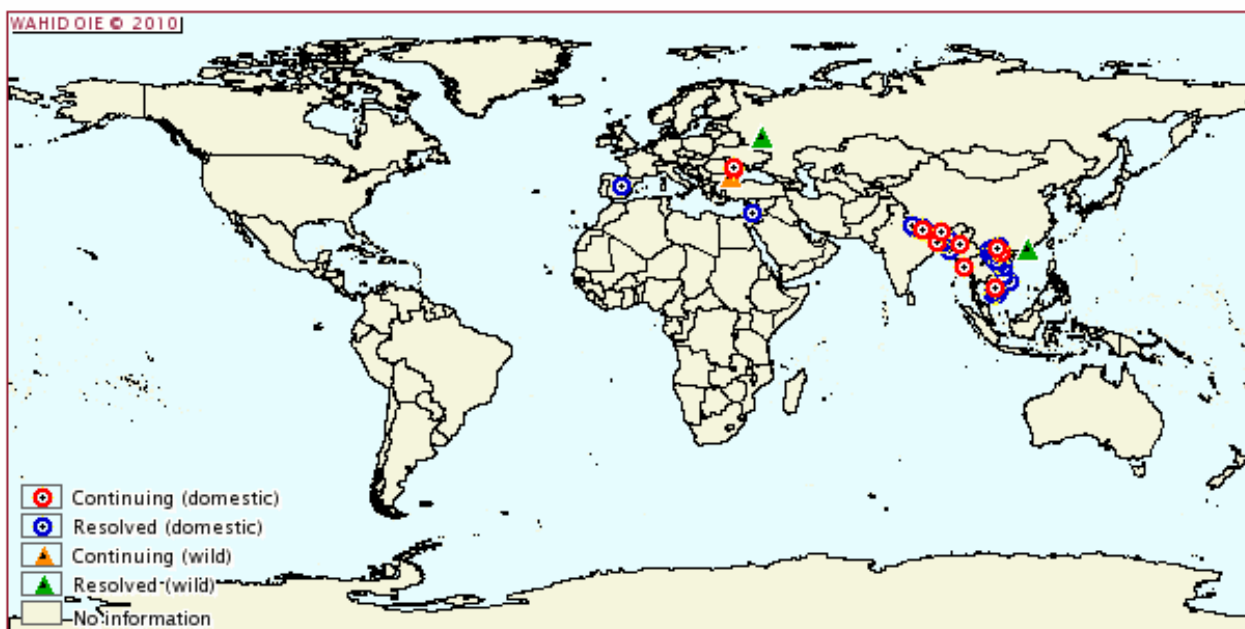 WAHID OIE © 2010
Continuing (domestic)
Resolved (domestic)
Continuing (wild)
Resolved (wild)
No information